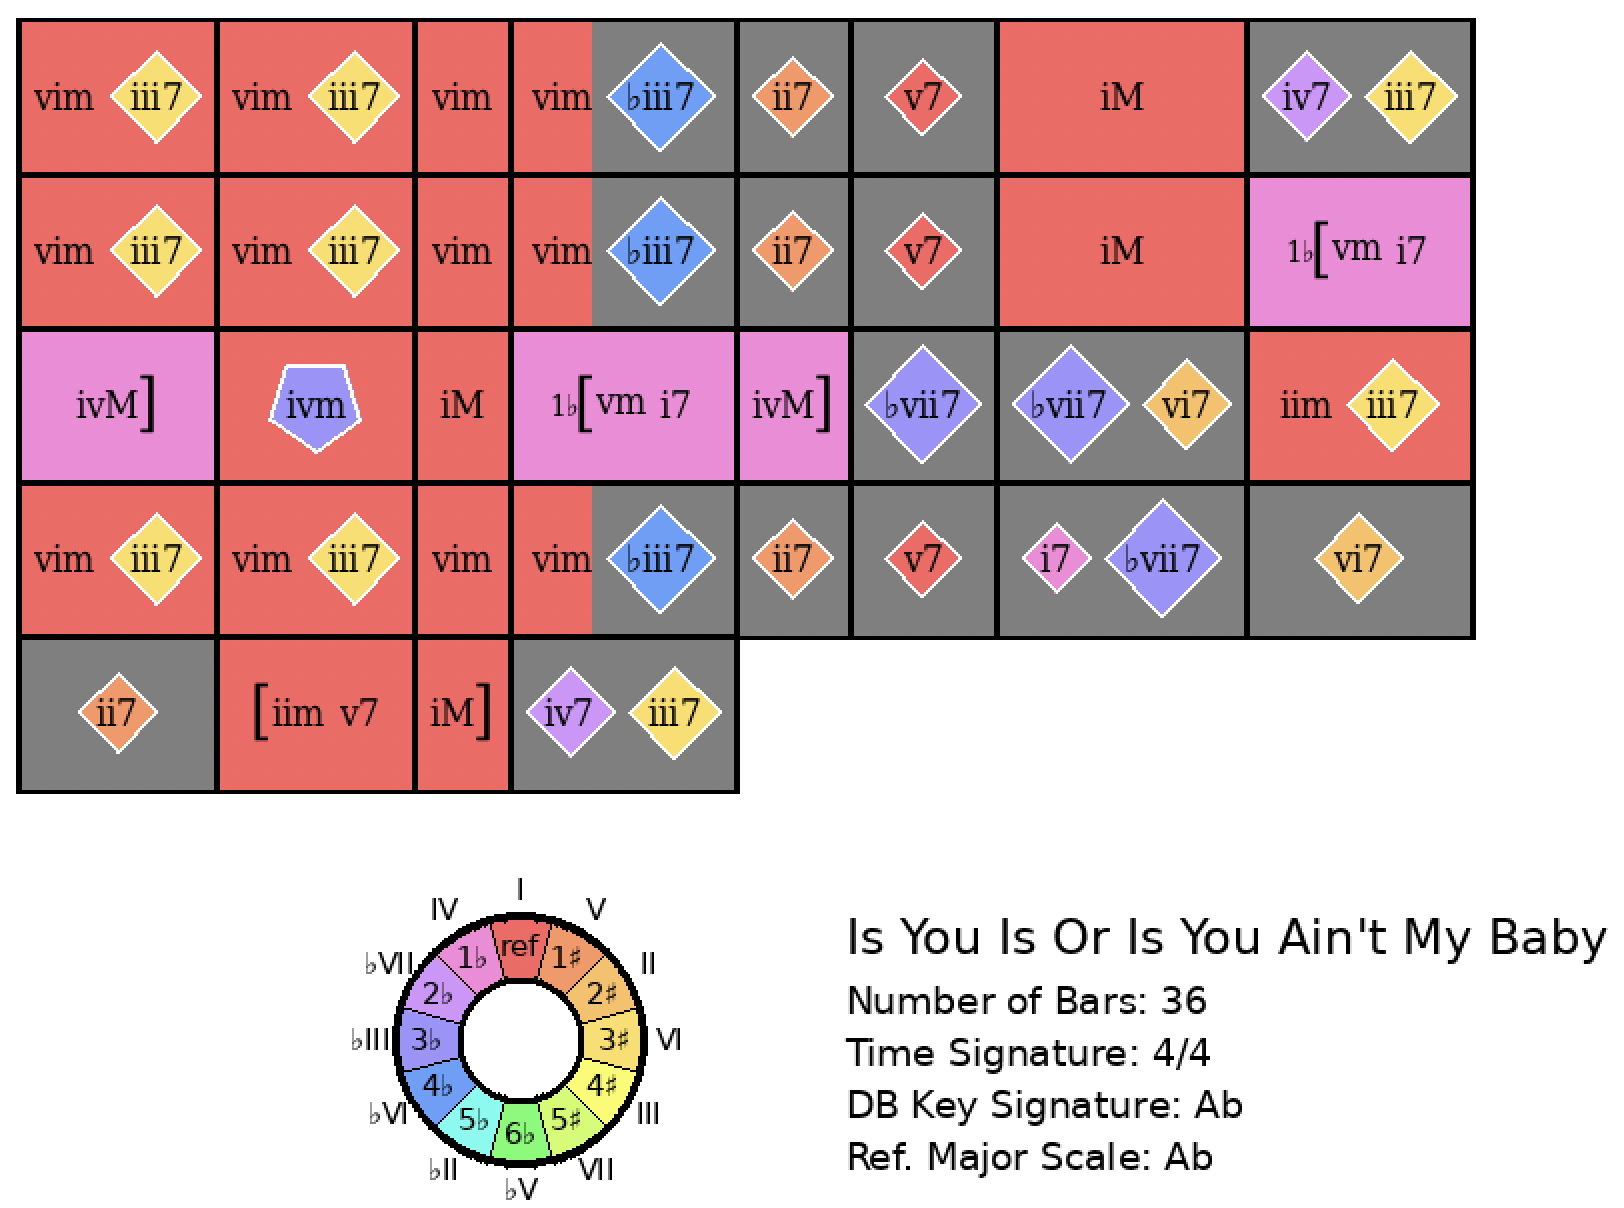 vim iii7 vim iii7 vim vim ♭iii7 ii7 v7 iM iv7 iii7
vim iii7 vim iii7 vim vim ♭iii7 ii7 v7 iM 1♭[vm i7
ivM] ivm iM 1♭[vm i7 ivM] ♭vii7 ♭vii7 vi7 iim iii7
vim iii7 vim iii7 vim vim ♭iii7 ii7 v7 i7 ♭vii7 vi7
ii7 [iim v7 iM] iv7 iii7
I
IV V
ref
1♭ 1♯
♭VII II
2♭ 2♯
♭III 3♭ 3♯ VI
4♭ 4♯
♭VI III
5♭ 5♯
6♭
♭II VII
♭V
Is You Is Or Is You Ain't My Baby
Number of Bars: 36
Time Signature: 4/4
DB Key Signature: Ab
Ref. Major Scale: Ab